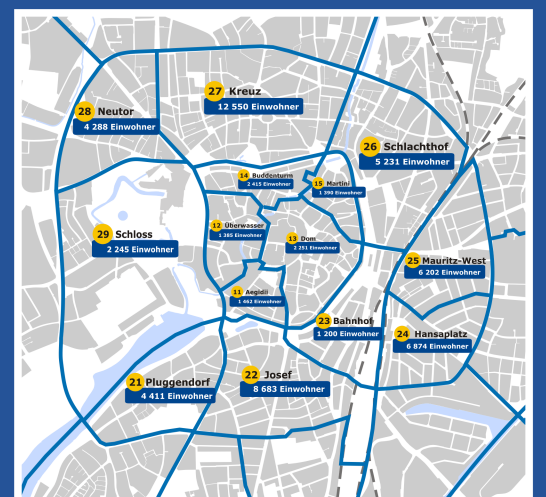 27 Kreuz
12 550 Einwohner
28 Neutor
4 288 Einwohner
26 Schlachthof
5 231 Einwohner
14 Buddenturm
2 415 Einwohner
15 Martini
1 390 Einwohner
29 Schloss
2 245 Einwohner
12 Überwasser
1 385 Einwohner
13 Dom
2 251 Einwohner
25 Mauritz-West
6 202 Einwohner
11 Aegidii
1 462 Einwohner
23 Bahnhof
1 200 Einwohner
24 Hansaplatz
6 874 Einwohner
21 Pluggendorf
4 411 Einwohner
22 Josef
8 683 Einwohner